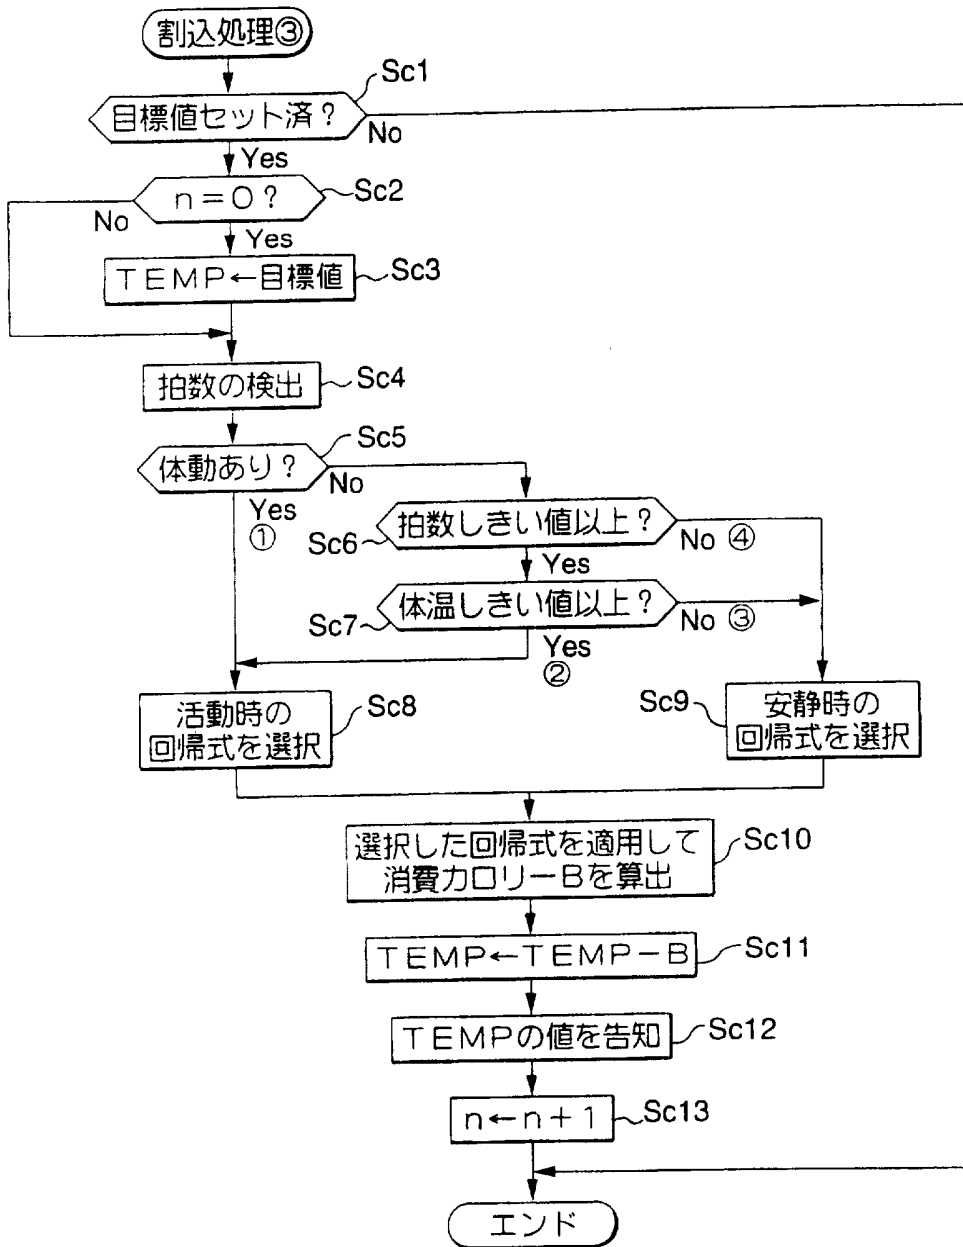 割込処理③
Sc1
目標値セット済?
No
Yes
n=0?
Sc2
No
Yes
TEMP←目標値
Sc3
拍数の検出
Sc4
体動あり?
Sc5
No
Yes
①
拍数しきい値以上?
Sc6
No ④
Yes
体温しきい値以上?
Sc7
No ③
Yes
②
活動時の
回帰式を選択
Sc8
Sc9
安静時の
回帰式を選択
選択した回帰式を適用して
消費カロリーBを算出
Sc10
TEMP←TEMP-B
Sc11
TEMPの値を告知
Sc12
n←n+1
Sc13
エンド